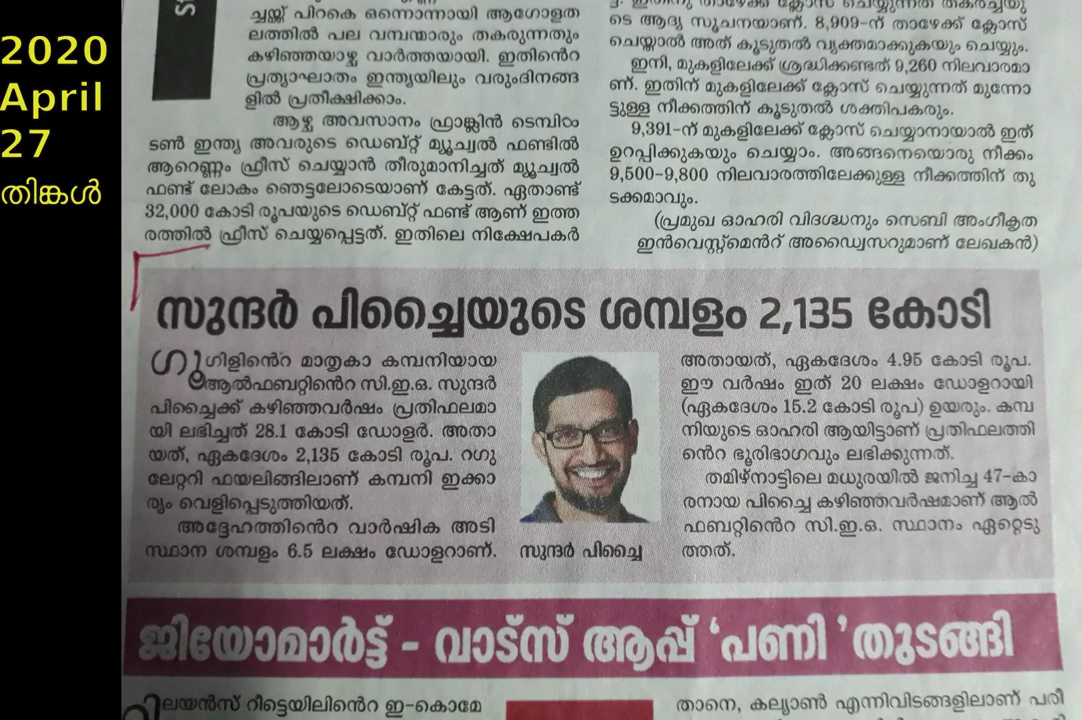 2020
April
27
തിങ്കൾ
ച്ചയ്ക്ക് പിറകെ ഒന്നൊന്നായി ആഗോളത
ലത്തിൽ പല വമ്പന്മാരും തകരുന്നതും
കഴിഞ്ഞയാഴ്ച വാർത്തയായി. ഇതിൻെറ
പ്രത്യാഘാതം ഇന്ത്യയിലും വരുംദിനങ്ങ
ളിൽ പ്രതീക്ഷിക്കാം.
ആഴ്ച അവസാനം ഫ്രാങ്ക്ലിൻ ടെമ്പിൾ
ടൺ ഇന്ത്യ അവരുടെ ഡെബ്റ്റ് മ്യൂച്വൽ ഫണ്ടിൽ
ആറെണ്ണം ഫ്രീസ് ചെയ്യാൻ തീരുമാനിച്ചത് മ്യൂച്വൽ
ഫണ്ട് ലോകം ഞെട്ടലോടെയാണ് കേട്ടത്. ഏതാണ്ട്
32,000 കോടി രൂപയുടെ ഡെബ്റ്റ് ഫണ്ട് ആണ് ഇത്ത
രത്തിൽ ഫ്രീസ് ചെയ്യപ്പെട്ടത്. ഇതിലെ നിക്ഷേപകർ
ടെ ആദ്യ സൂചനയാണ്. 8,909-ന് താഴേക്ക് ക്ലോസ്
ചെയ്താൽ അത് കൂടുതൽ വ്യക്തമാക്കുകയും ചെയ്യും.
ഇനി, മുകളിലേക്ക് ശ്രദ്ധിക്കണ്ടത് 9,260 നിലവാരമാ
ണ്. ഇതിന് മുകളിലേക്ക് ക്ലോസ് ചെയ്യുന്നത് മുന്നോ
ട്ടുള്ള നീക്കത്തിന് കൂടുതൽ ശക്തിപകരും.
9,391-ന് മുകളിലേക്ക് ക്ലോസ് ചെയ്യാനായാൽ ഇത്
ഉറപ്പിക്കുകയും ചെയ്യാം. അങ്ങനെയൊരു നീക്കം
9,500-9,800 നിലവാരത്തിലേക്കുള്ള നീക്കത്തിന് തു
ടക്കമാവും.
(പ്രമുഖ ഓഹരി വിദഗ്ദ്ധനും സെബി അംഗീകൃത
ഇൻവെസ്റ്റ്മെൻറ് അഡ്വൈസറുമാണ് ലേഖകൻ)
സുന്ദർ പിച്ചൈയുടെ ശമ്പളം 2,135 കോടി
ഗൂഗിളിൻെറ മാതൃകാ കമ്പനിയായ
ആൽഫബറ്റിൻെറ സി.ഇ.ഒ. സുന്ദർ
പിച്ചൈക്ക് കഴിഞ്ഞവർഷം പ്രതിഫലമാ
യി ലഭിച്ചത് 28.1 കോടി ഡോളർ. അതാ
യത്, ഏകദേശം 2,135 കോടി രൂപ. റഗു
ലേറ്ററി ഫയലിങ്ങിലാണ് കമ്പനി ഇക്കാ
ര്യം വെളിപ്പെടുത്തിയത്.
അദ്ദേഹത്തിൻെറ വാർഷിക അടി
സ്ഥാന ശമ്പളം 6.5 ലക്ഷം ഡോളറാണ്.
സുന്ദർ പിച്ചൈ
അതായത്, ഏകദേശം 4.95 കോടി രൂപ.
ഈ വർഷം ഇത് 20 ലക്ഷം ഡോളറായി
(ഏകദേശം 15.2 കോടി രൂപ) ഉയരും. കമ്പ
നിയുടെ ഓഹരി ആയിട്ടാണ് പ്രതിഫലത്തി
ൻെറ ഭൂരിഭാഗവും ലഭിക്കുന്നത്.
തമിഴ്നാട്ടിലെ മധുരയിൽ ജനിച്ച 47-കാ
രനായ പിച്ചൈ കഴിഞ്ഞവർഷമാണ് ആൽ
ഫബറ്റിൻെറ സി.ഇ.ഒ. സ്ഥാനം ഏറ്റെടു
ത്തത്.
ജിയോമാർട്ട് - വാട്സ് ആപ്പ് ‘പണി ’തുടങ്ങി
റിലയൻസ് റീട്ടെയിലിൻെറ ഇ-കൊമേ
താനെ, കല്യാൺ എന്നിവിടങ്ങളിലാണ് പരീ